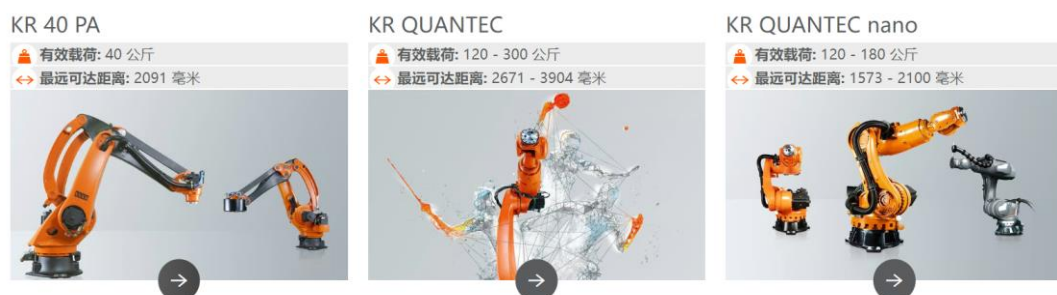 KR 40 PA
有效载荷: 40 公斤
最远可达距离: 2091 毫米
KR QUANTEC
有效载荷: 120 - 300 公斤
最远可达距离: 2671 - 3904 毫米
KR QUANTEC nano
有效载荷: 120 - 180 公斤
最远可达距离: 1573 - 2100 毫米